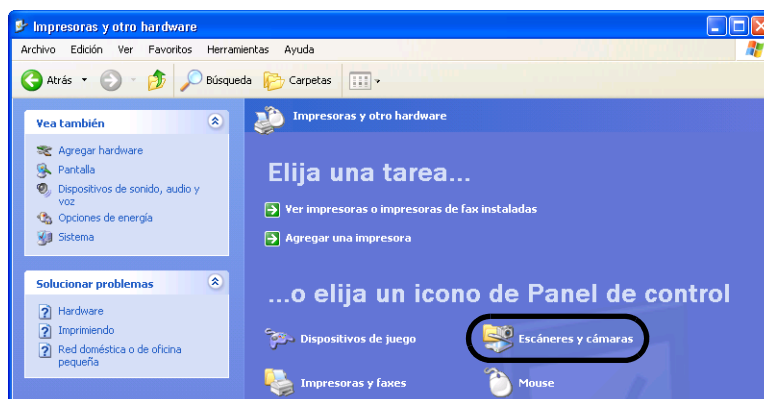 Impresoras y otro hardware
Archivo Edición Ver Favoritos Herramientas Ayuda
Atrás Búsqueda Carpetas
Vea también
Agregar hardware
Pantalla
Dispositivos de sonido, audio y
voz
Opciones de energía
Sistema
Solucionar problemas
Hardware
Imprimiendo
Red doméstica o de oficina
pequeña
Impresoras y otro hardware
Elija una tarea...
Ver impresoras o impresoras de fax instaladas
Agregar una impresora
...o elija un icono de Panel de control
Dispositivos de juego
Escáneres y cámaras
Impresoras y faxes
Mouse